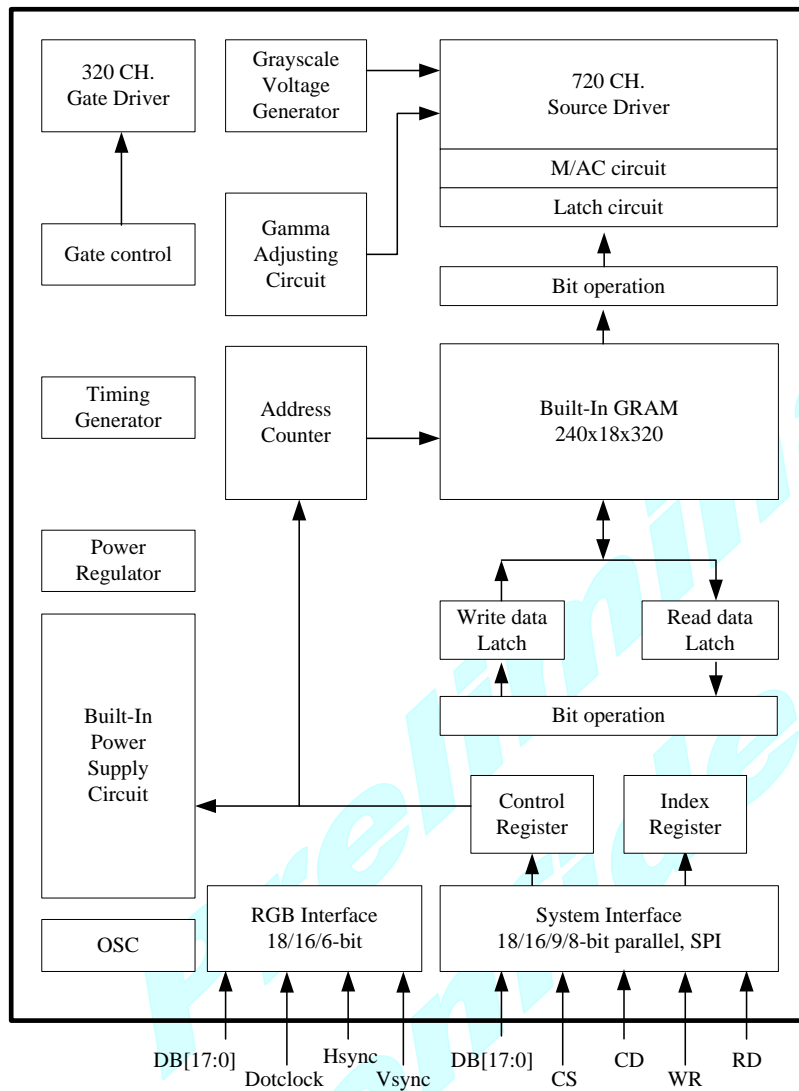 320 CH.
Gate Driver
Grayscale
Voltage
Generator
720 CH.
Source Driver
M/AC circuit
Latch circuit
Gate control
Gamma
Adjusting
Circuit
Bit operation
Timing
Generator
Address
Counter
Built-In GRAM
240x18x320
Power
Regulator
Write data
Latch
Read data
Latch
Built-In
Power
Supply
Circuit
Bit operation
Control
Register
Index
Register
OSC
RGB Interface
18/16/6-bit
System Interface
18/16/9/8-bit parallel, SPI
DB[17:0]
Dotclock
Hsync
Vsync
DB[17:0]
CS
CD
WR
RD